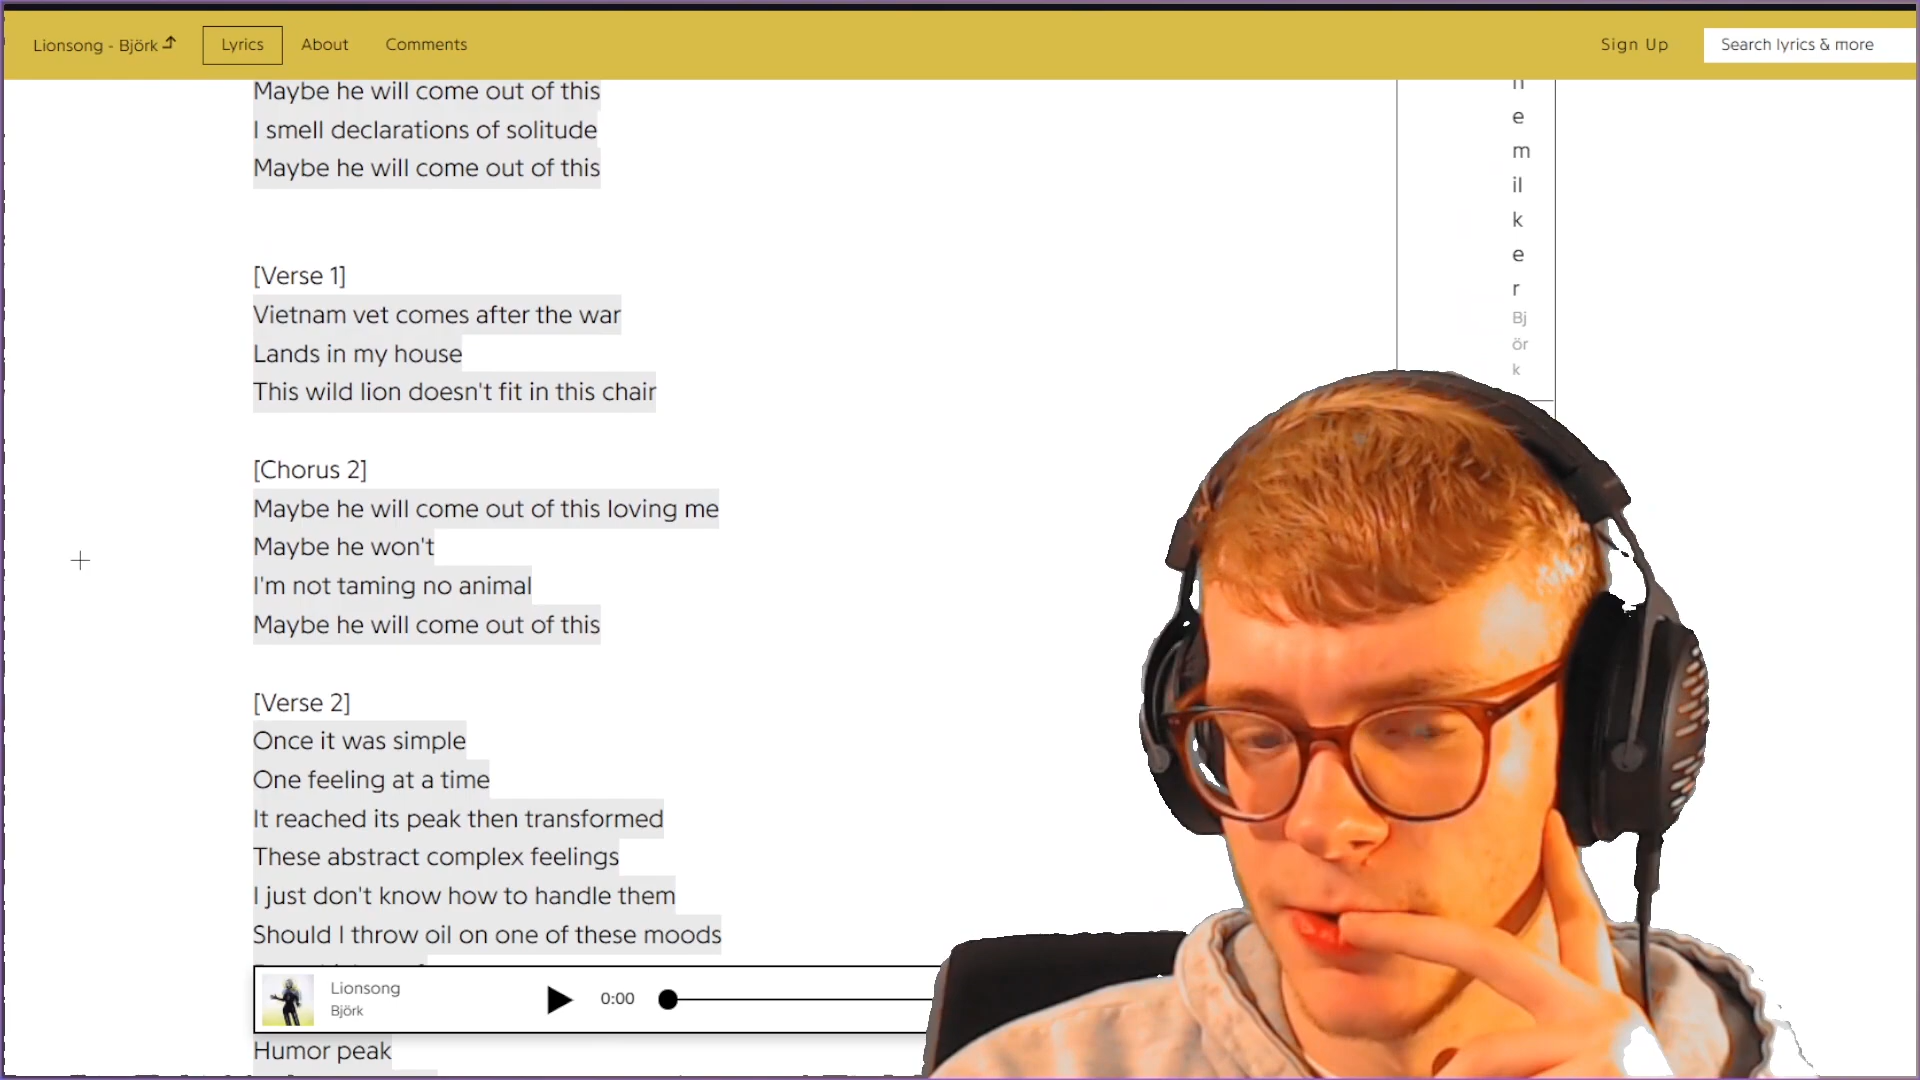 Lionsong - Björk
Lyrics
About
Comments
Sign Up
Search lyrics & more
Maybe he will come out of this
I smell declarations of solitude
Maybe he will come out of this
[Verse 1]
Vietnam vet comes after the war
Lands in my house
This wild lion doesn't fit in this chair
[Chorus 2]
Maybe he will come out of this loving me
Maybe he won't
I'm not taming no animal
Maybe he will come out of this
[Verse 2]
Once it was simple
One feeling at a time
It reached its peak then transformed
These abstract complex feelings
I just don't know how to handle them
Should I throw oil on one of these moods
Lionsong
Björk
0:00
Humor peak
e
m
il
k
e
r
Bj
ör
k